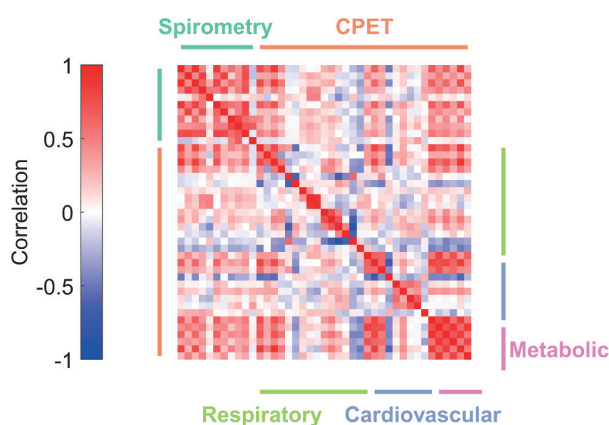 Spirometry
CPET
1
0.5
0
-0.5
-1
Correlation
Metabolic
Respiratory
Cardiovascular